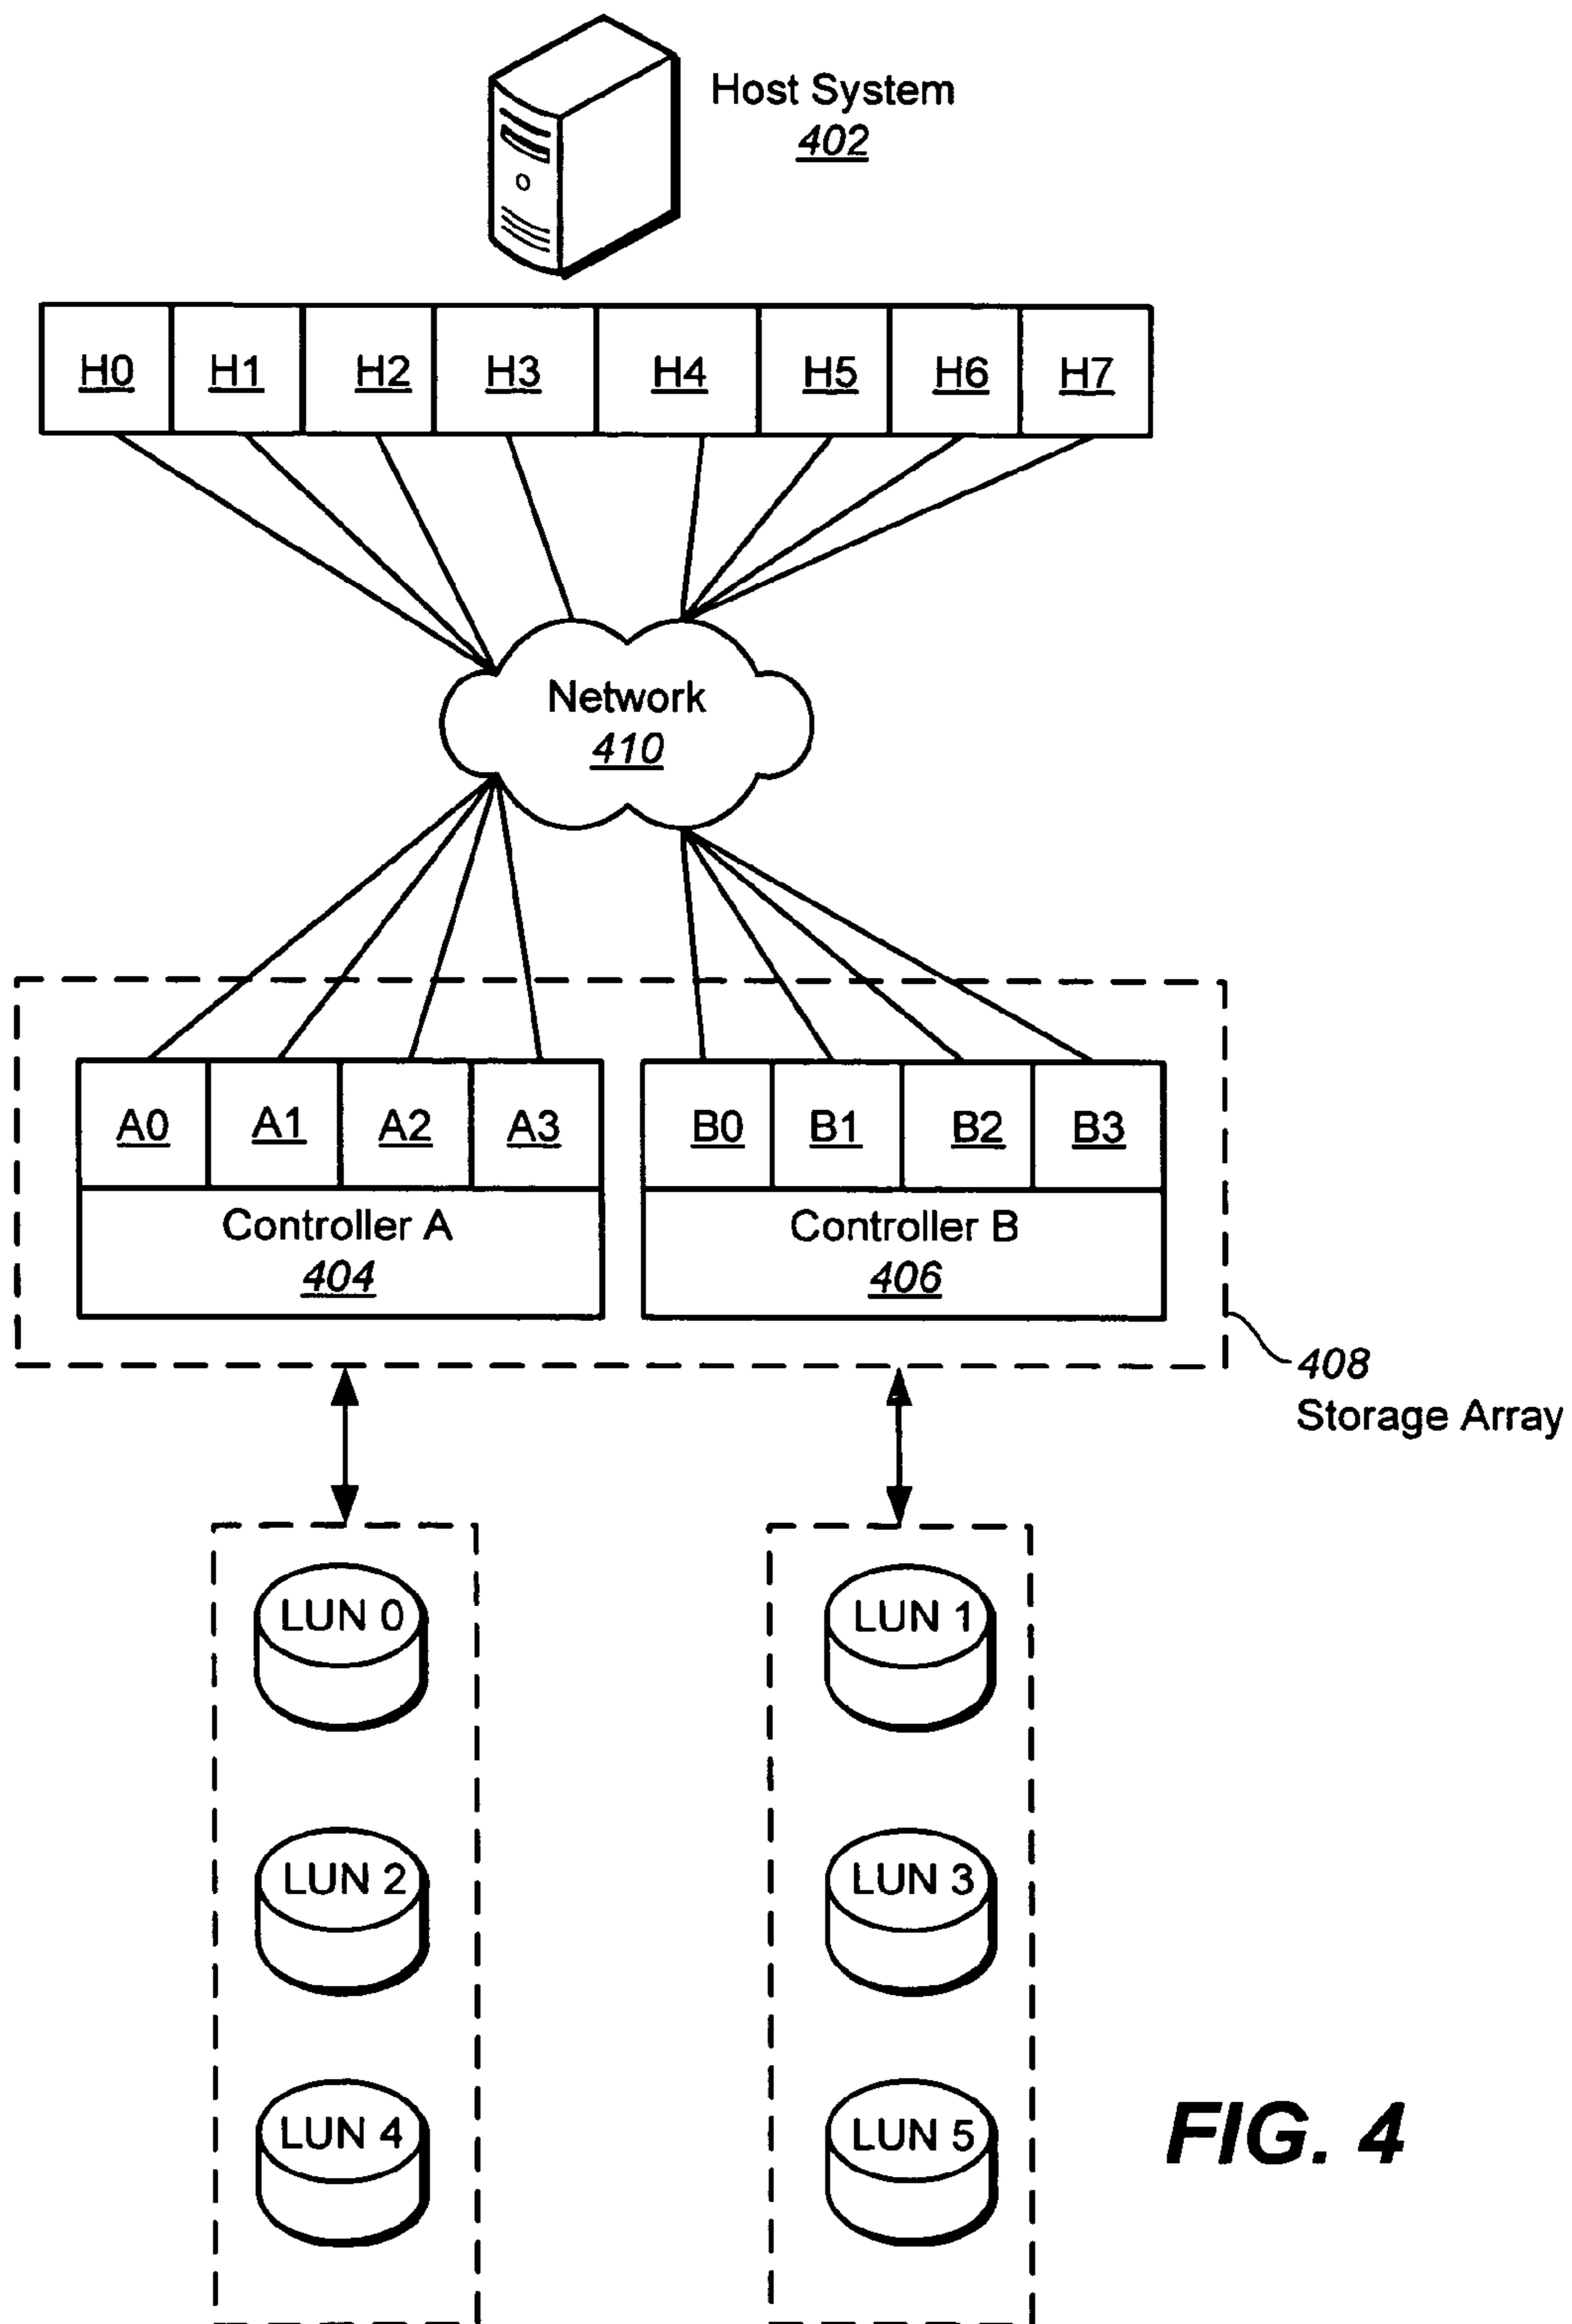 Host System
402
H0 H1 H2 H3 H4 H5 H6 H7
Network
410
A0 A1 A2 A3 B0 B1 B2 B3
Controller A
404
Controller B
406
408
Storage Array
LUN 0
LUN 1
LUN 2
LUN 3
LUN 4
LUN 5
FIG. 4